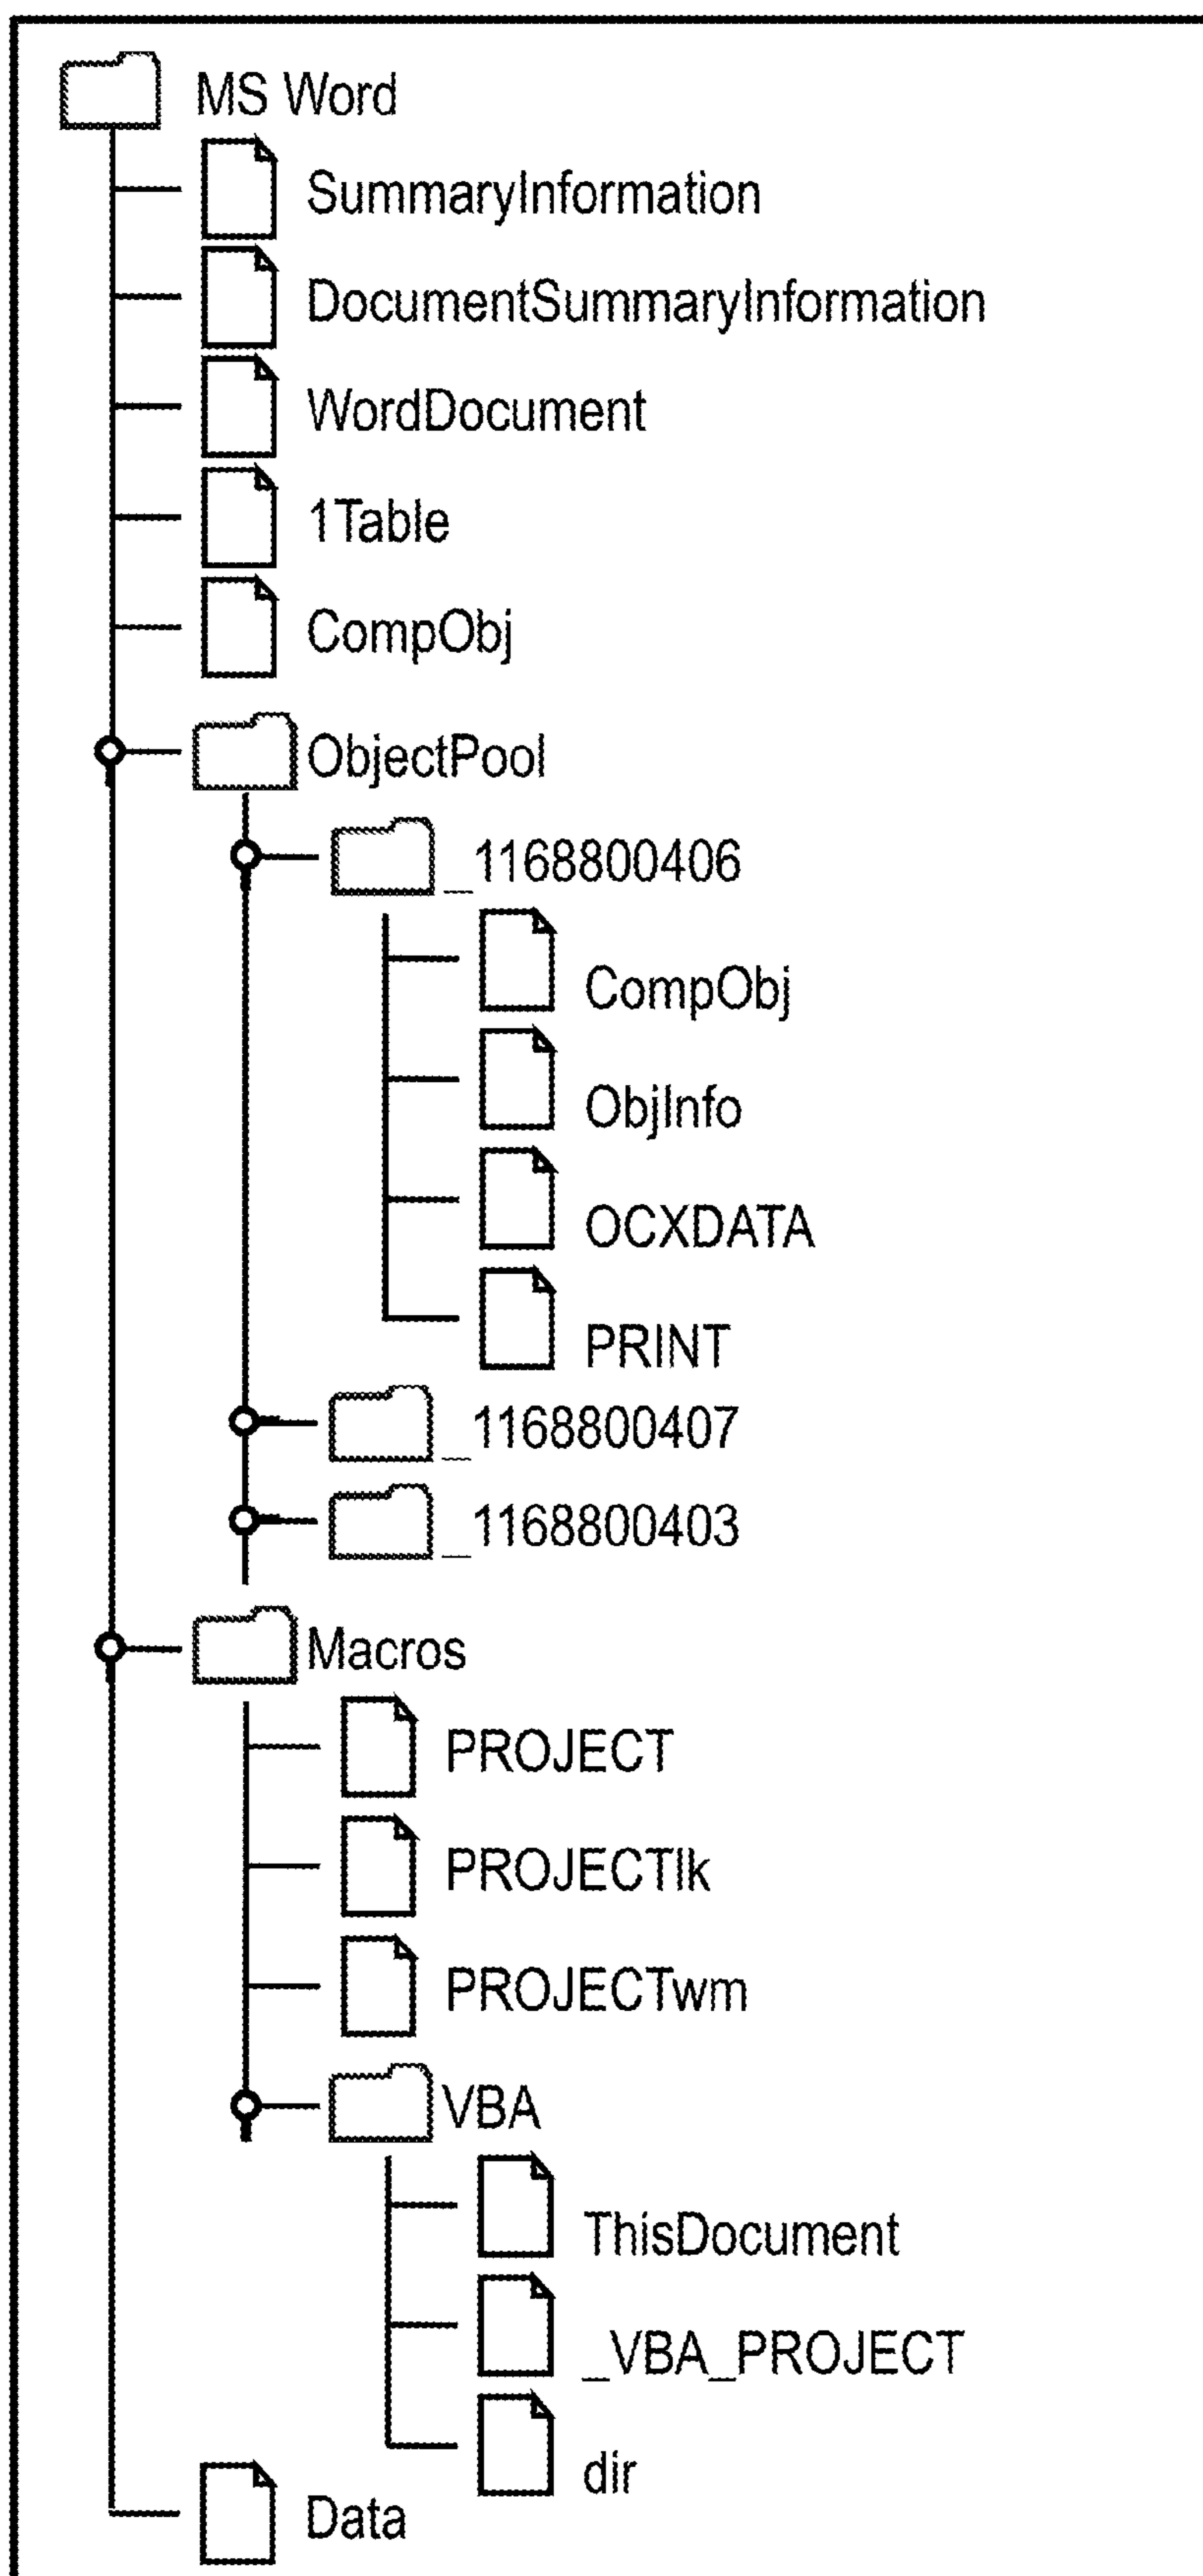 MS Word
SummaryInformation
DocumentSummaryInformation
WordDocument
1Table
CompObj
ObjectPool
_1168800406
CompObj
ObjInfo
OCXDATA
PRINT
_1168800407
_1168800403
Macros
PROJECT
PROJECTlk
PROJECTwm
VBA
ThisDocument
_VBA_PROJECT
dir
Data